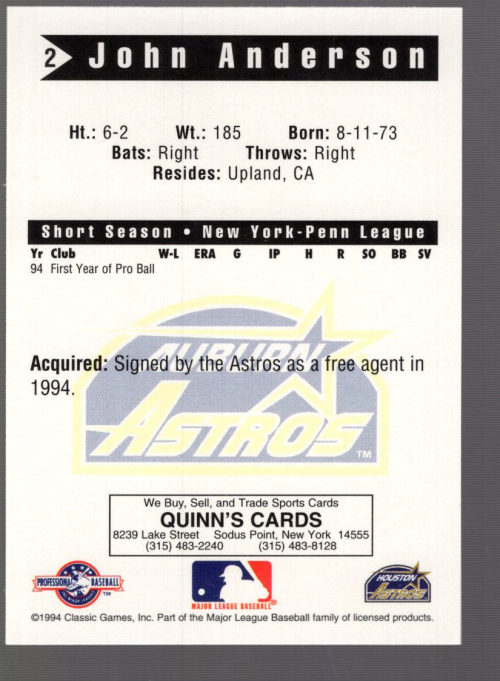 2 John Anderson
Ht.: 6-2 Wt.: 185 Born: 8-11-73
Bats: Right Throws: Right
Resides: Upland, CA
Short Season • New York-Penn League
Yr Club W-L ERA G IP H R SO BB SV
94 First Year of Pro Ball
AUBURN
Acquired: Signed by the Astros as a free agent in
1994.
ASTROS TM
We Buy, Sell, and Trade Sports Cards
QUINN'S CARDS
8239 Lake Street Sodus Point, New York 14555
(315) 483-2240 (315) 483-8128
PROFESSIONAL BASEBALL TM
MAJOR LEAGUE BASEBALL
HOUSTON
ASTROS
©1994 Classic Games, Inc. Part of the Major League Baseball family of licensed products.